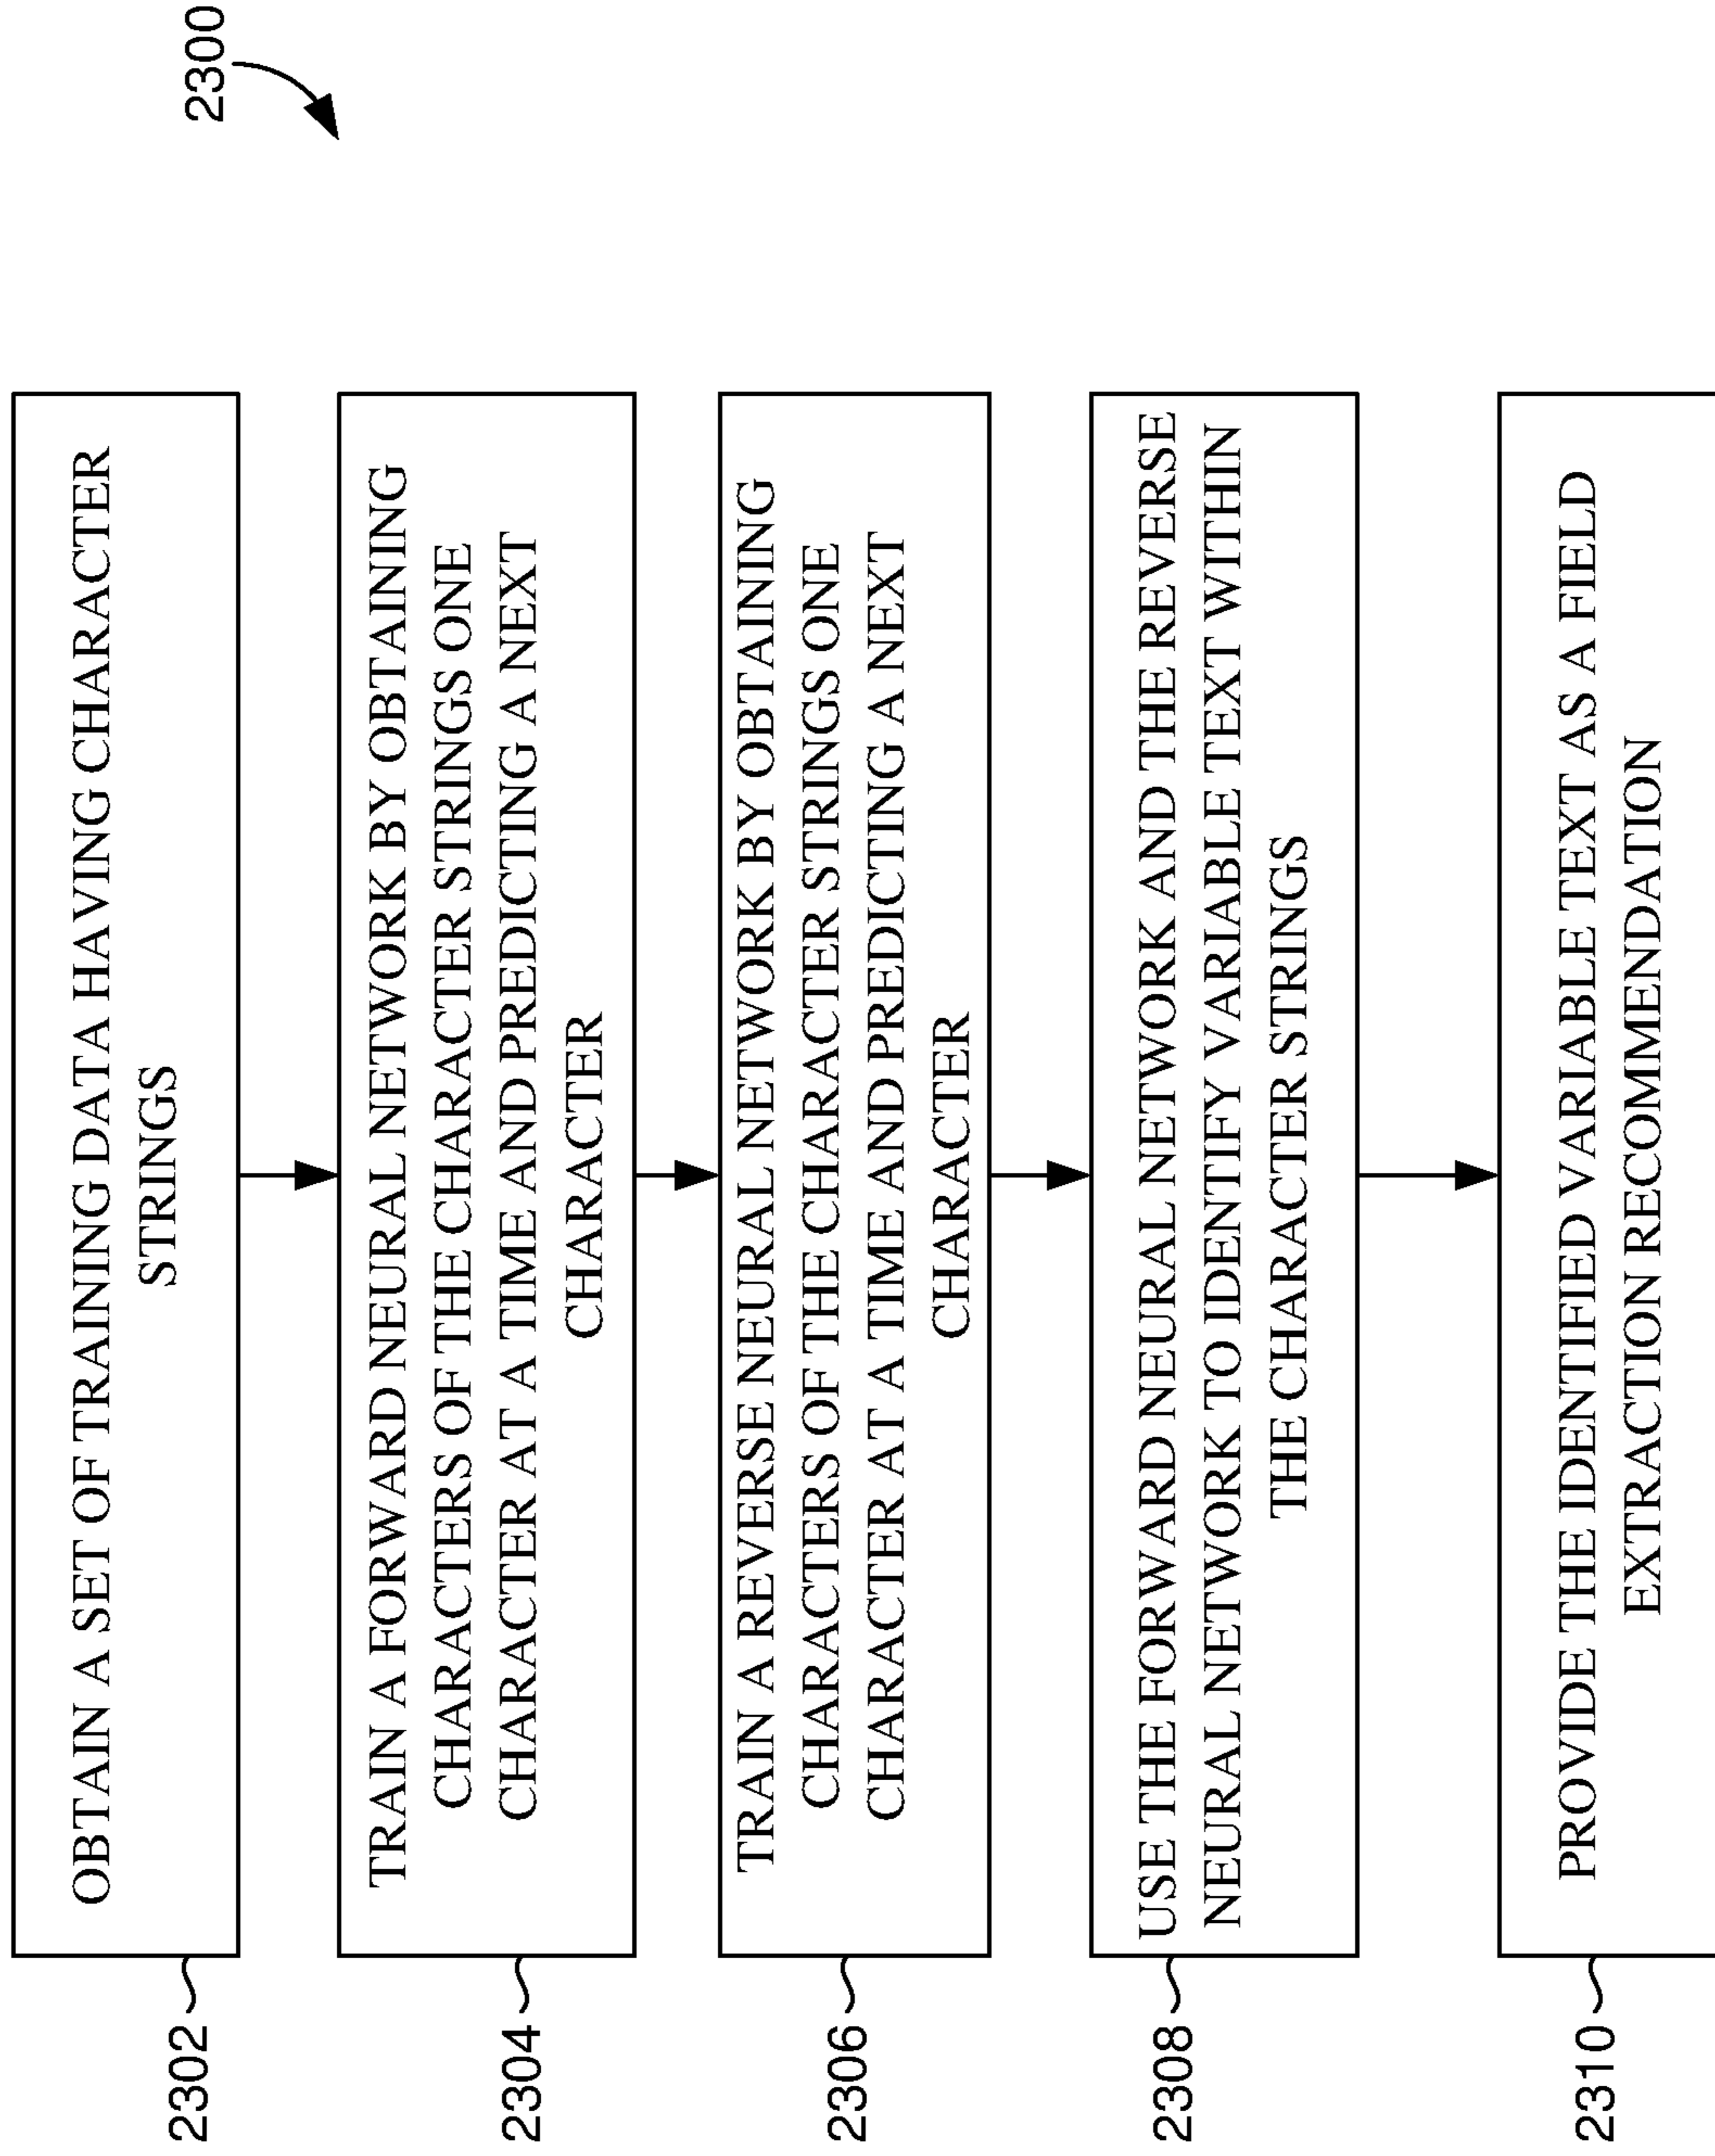 2300
2302
OBTAIN A SET OF TRAINING DATA HAVING CHARACTER
STRINGS
2304
TRAIN A FORWARD NEURAL NETWORK BY OBTAINING
CHARACTERS OF THE CHARACTER STRINGS ONE
CHARACTER AT A TIME AND PREDICTING A NEXT
CHARACTER
2306
TRAIN A REVERSE NEURAL NETWORK BY OBTAINING
CHARACTERS OF THE CHARACTER STRINGS ONE
CHARACTER AT A TIME AND PREDICTING A NEXT
CHARACTER
2308
USE THE FORWARD NEURAL NETWORK AND THE REVERSE
NEURAL NETWORK TO IDENTIFY VARIABLE TEXT WITHIN
THE CHARACTER STRINGS
2310
PROVIDE THE IDENTIFIED VARIABLE TEXT AS A FIELD
EXTRACTION RECOMMENDATION